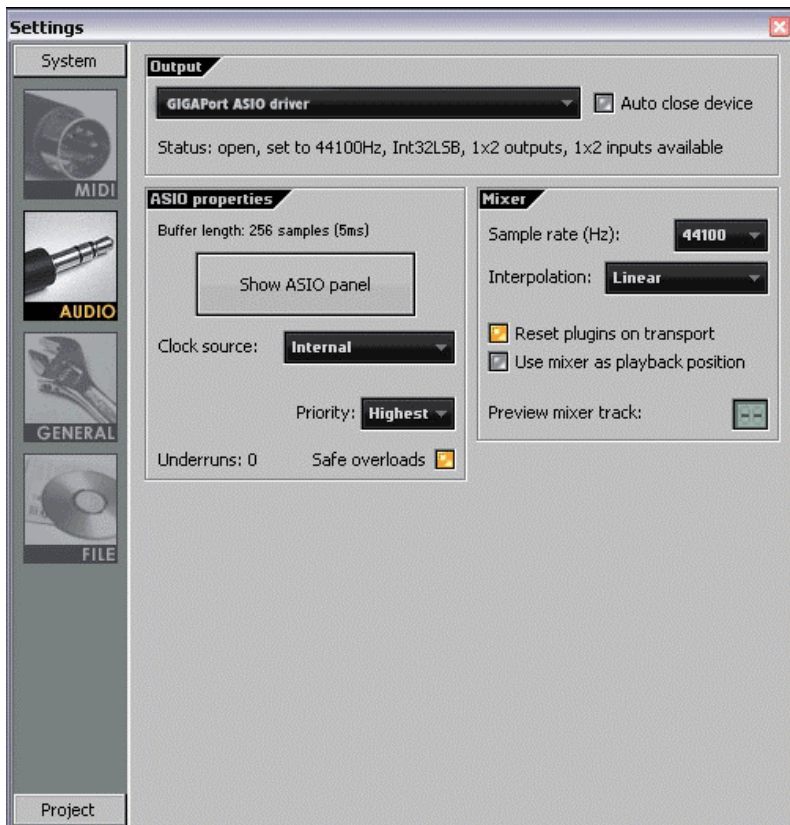 Settings
System
MIDI
AUDIO
GENERAL
FILE
Project
Output
GIGAPort ASIO driver
Auto close device
Status: open, set to 44100Hz, Int32LSB, 1x2 outputs, 1x2 inputs available
ASIO properties
Buffer length: 256 samples (5ms)
Show ASIO panel
Clock source: Internal
Priority: Highest
Underruns: 0 Safe overloads
Mixer
Sample rate (Hz): 44100
Interpolation: Linear
Reset plugins on transport
Use mixer as playback position
Preview mixer track: --